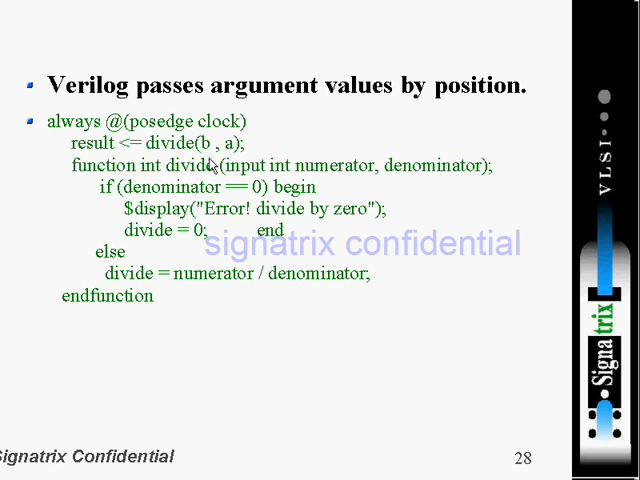 Verilog passes argument values by position.
always @(posedge clock)
result <= divide(b , a);
function int divide (input int numerator, denominator);
if (denominator == 0) begin
$display("Error! divide by zero");
divide = 0; end
signatrix confidential
else
divide = numerator / denominator;
endfunction
Signatrix Confidential
28
VLSI
Signatrix